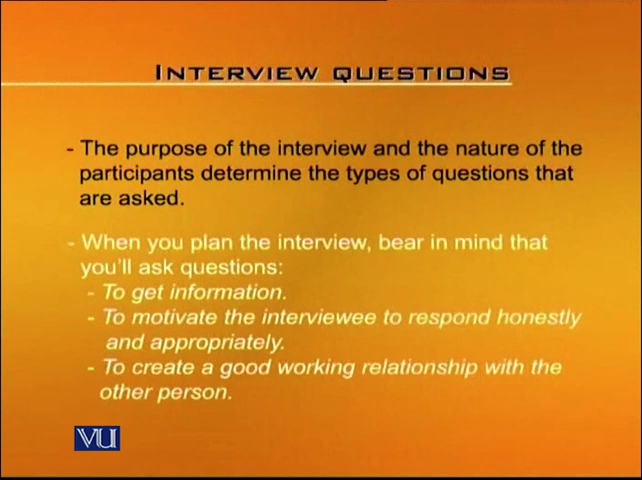 INTERVIEW QUESTIONS
- The purpose of the interview and the nature of the
participants determine the types of questions that
are asked.
- When you plan the interview, bear in mind that
you'll ask questions:
- To get information.
- To motivate the interviewee to respond honestly
and appropriately.
- To create a good working relationship with the
other person.
VU